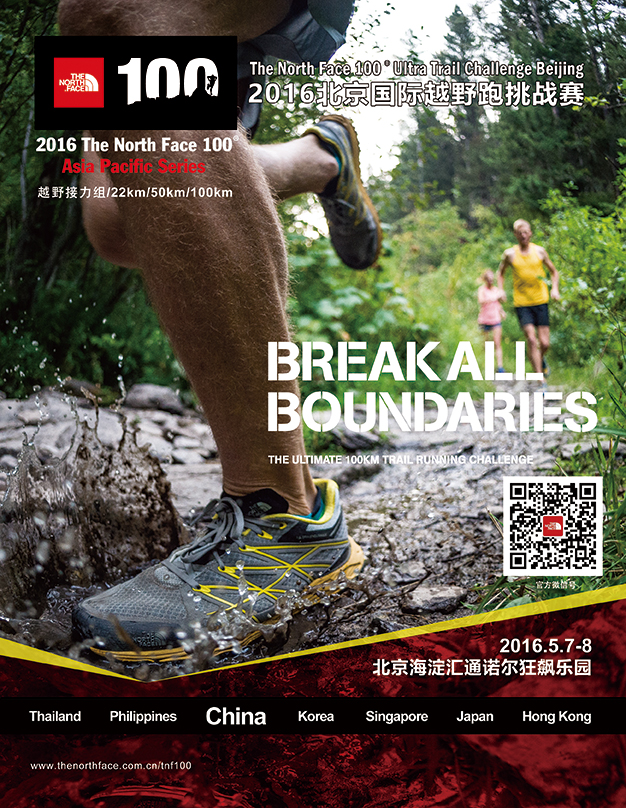 THE
NORTH
FACE
100
The North Face 100® Ultra Trail Challenge Beijing
2016北京国际越野跑挑战赛
2016 The North Face 100
Asia Pacific Series
越野接力组/22km/50km/100km
BREAK ALL
BOUNDARIES
THE ULTIMATE 100KM TRAIL RUNNING CHALLENGE
官方微信号
2016.5.7-8
北京海淀汇通诺尔狂飙乐园
Thailand Philippines China Korea Singapore Japan Hong Kong
www.thenorthface.com.cn/tnf100